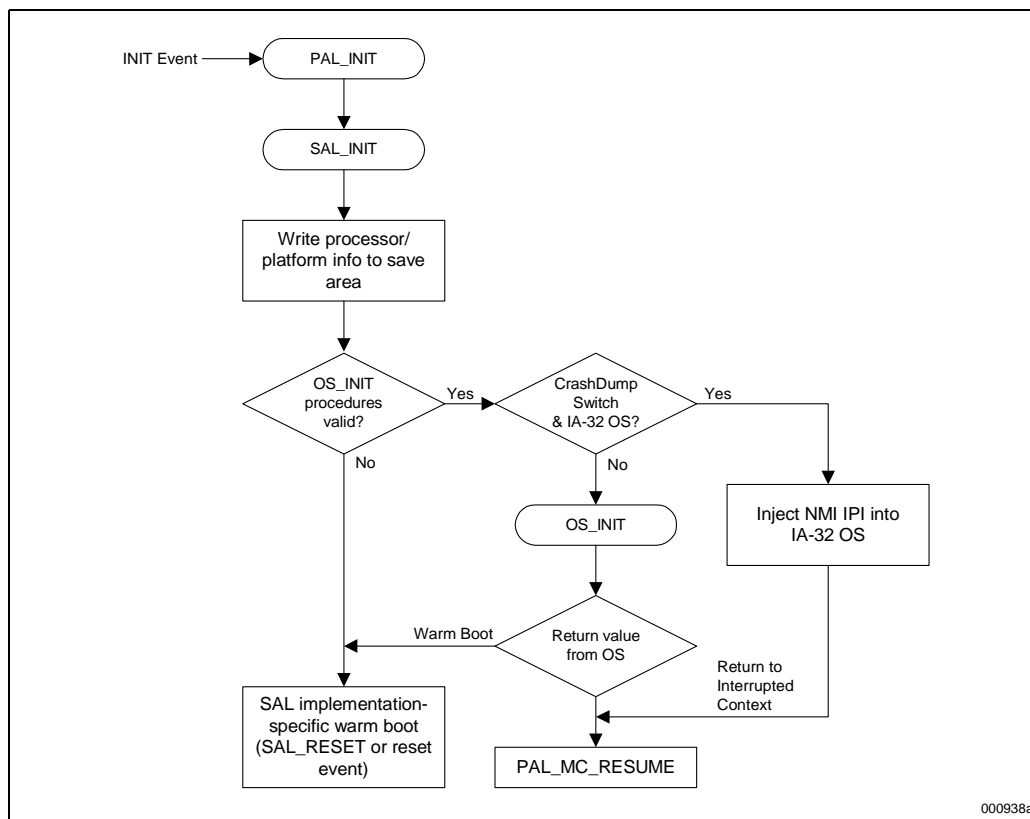 INIT Event
PAL_INIT
SAL_INIT
Write processor/
platform info to save
area
OS_INIT
procedures
valid?
Yes
CrashDump
Switch
& IA-32 OS?
Yes
No
No
OS_INIT
Inject NMI IPI into
IA-32 OS
Warm Boot
Return value
from OS
Return to
Interrupted
Context
SAL implementation-
specific warm boot
(SAL_RESET or reset
event)
PAL_MC_RESUME
000938a